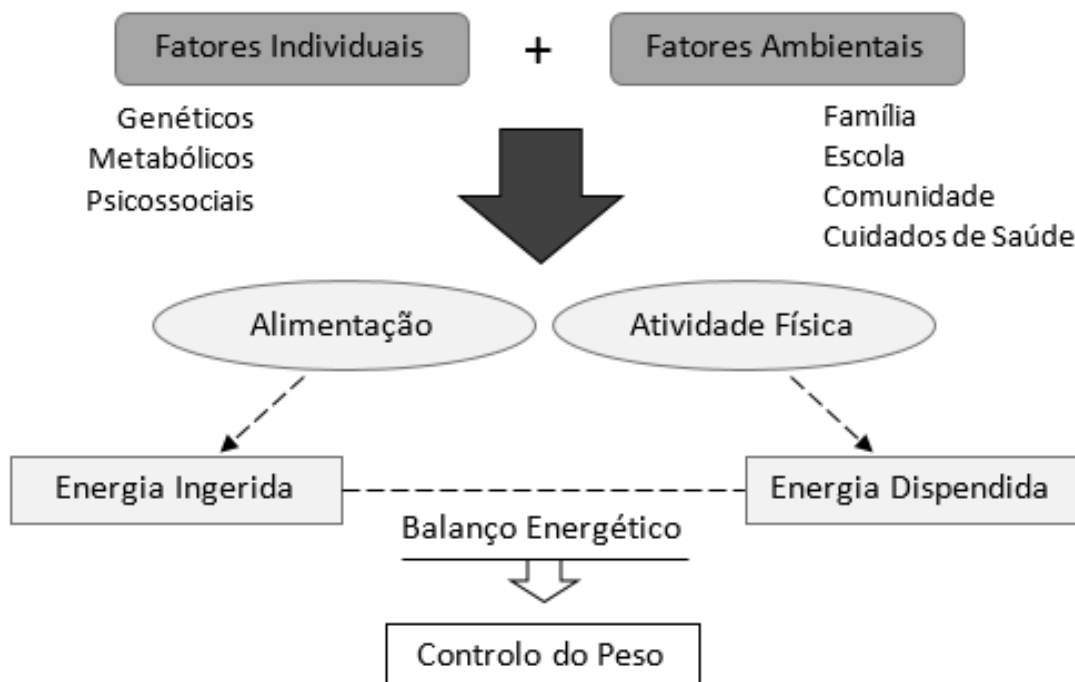 Fatores Individuais
+
Fatores Ambientais
Genéticos
Metabólicos
Psicossociais
Família
Escola
Comunidade
Cuidados de Saúde
Alimentação
Atividade Física
Energia Ingerida
Energia Dispendida
Balanço Energético
Controlo do Peso